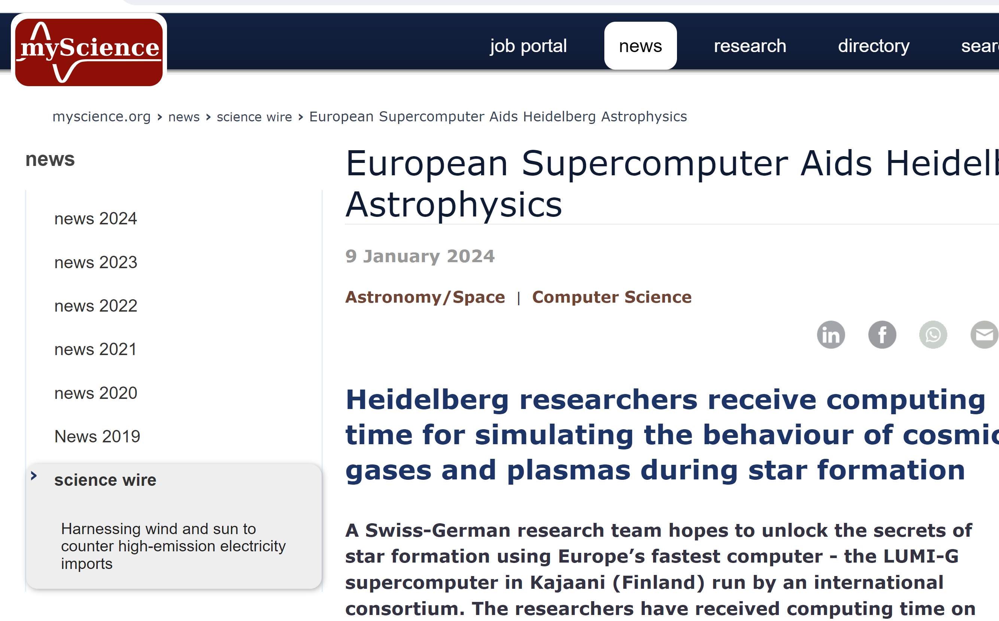 myScience
job portal
news
research
directory
myscience.org › news › science wire › European Supercomputer Aids Heidelberg Astrophysics
news
news 2024
news 2023
news 2022
news 2021
news 2020
News 2019
› science wire
Harnessing wind and sun to
counter high-emission electricity
imports
European Supercomputer Aids
Astrophysics
9 January 2024
Astronomy/Space | Computer Science
in
f
Heidelberg researchers receive computing
time for simulating the behaviour of
gases and plasmas during star formation
A Swiss-German research team hopes to unlock the secrets of
star formation using Europe’s fastest computer - the LUMI-G
supercomputer in Kajaani (Finland) run by an international
consortium. The researchers have received computing time on